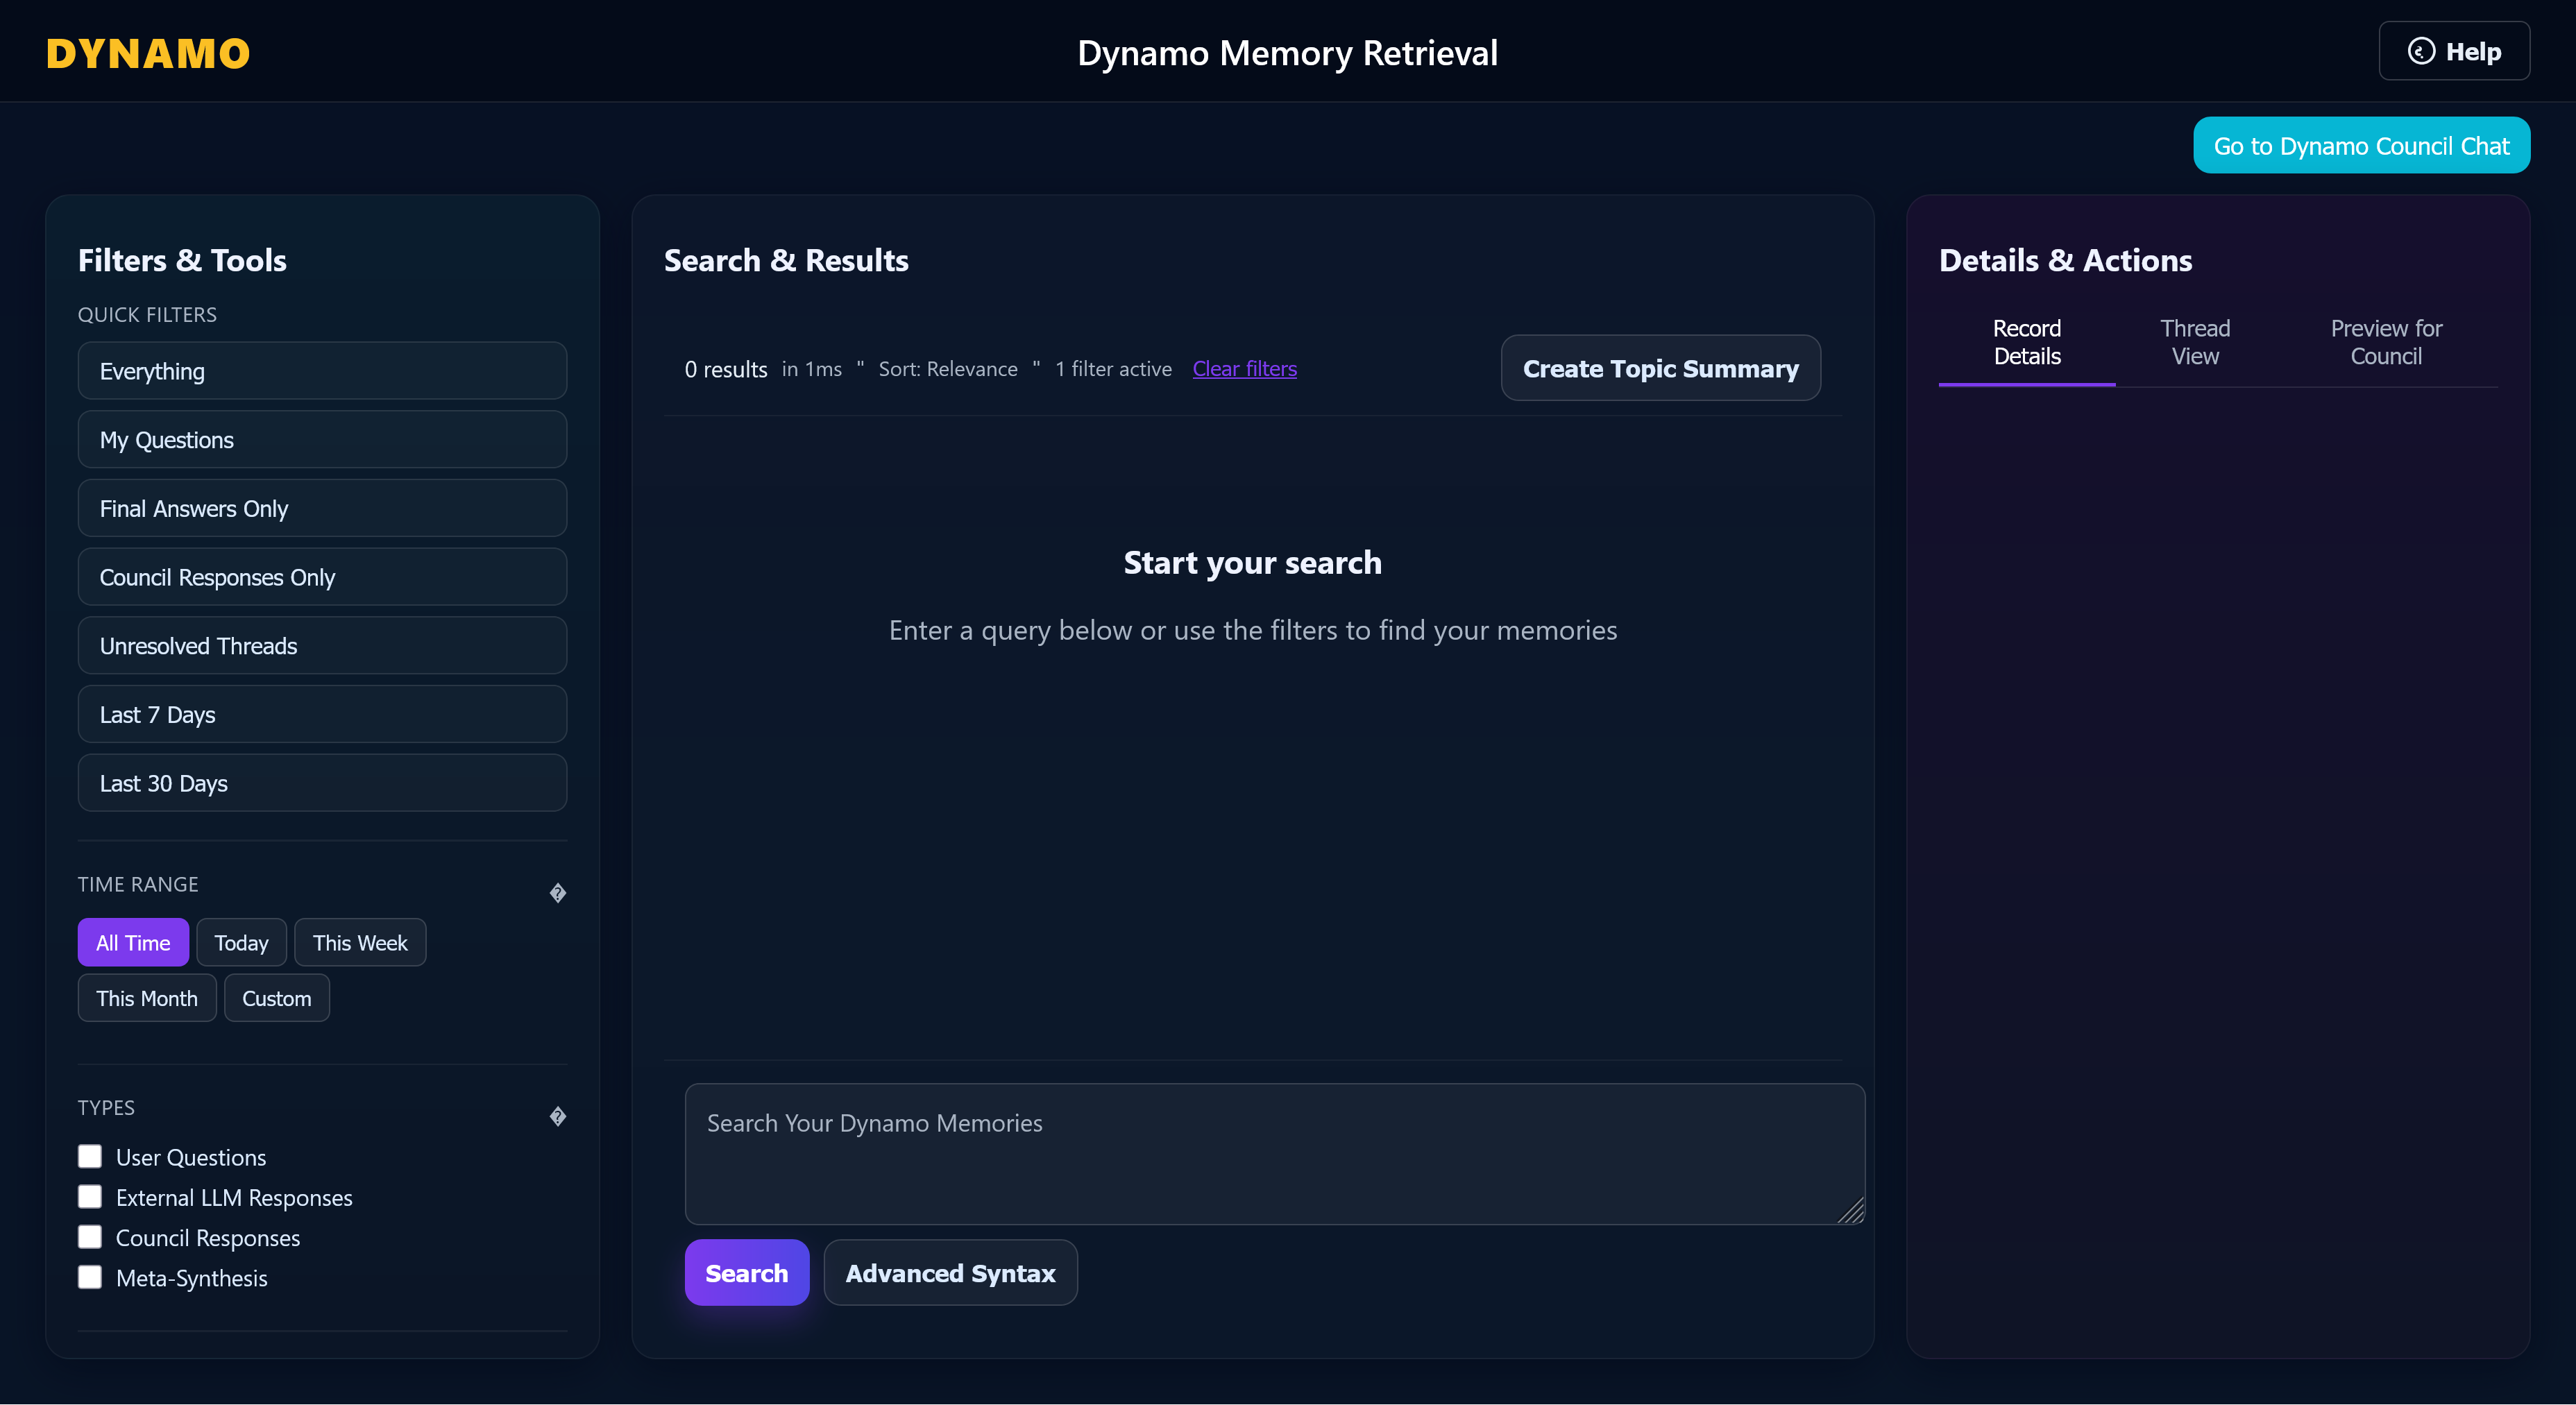 DYNAMO
Dynamo Memory Retrieval
Help
Go to Dynamo Council Chat
Filters & Tools
QUICK FILTERS
Everything
My Questions
Final Answers Only
Council Responses Only
Unresolved Threads
Last 7 Days
Last 30 Days
TIME RANGE �
All Time Today This Week
This Month Custom
TYPES �
User Questions
External LLM Responses
Council Responses
Meta-Synthesis
Search & Results
0 results in 1ms " Sort: Relevance " 1 filter active Clear filters
Create Topic Summary
Start your search
Enter a query below or use the filters to find your memories
Search Your Dynamo Memories
Search Advanced Syntax
Details & Actions
Record Details
Thread View
Preview for Council